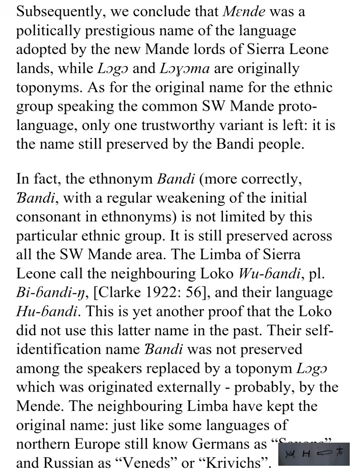 Subsequently, we conclude that Mɛnde was a
politically prestigious name of the language
adopted by the new Mande lords of Sierra Leone
lands, while Lɔgɔ and Lɔɣɔma are originally
toponyms. As for the original name for the ethnic
group speaking the common SW Mande proto-
language, only one trustworthy variant is left: it is
the name still preserved by the Bandi people.
In fact, the ethnonym Bandi (more correctly,
Ɓandi, with a regular weakening of the initial
consonant in ethnonyms) is not limited by this
particular ethnic group. It is still preserved across
all the SW Mande area. The Limba of Sierra
Leone call the neighbouring Loko Wu-ɓandi, pl.
Bi-ɓandi-ŋ, [Clarke 1922: 56], and their language
Hu-ɓandi. This is yet another proof that the Loko
did not use this latter name in the past. Their self-
identification name Ɓandi was not preserved
among the speakers replaced by a toponym Lɔgɔ
which was originated externally - probably, by the
Mende. The neighbouring Limba have kept the
original name: just like some languages of
northern Europe still know Germans as
and Russian as “Veneds” or “Krivichs”.